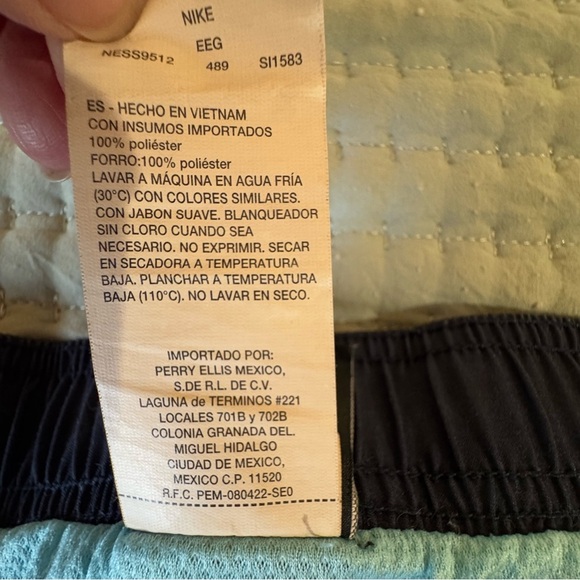 NIKE
EEG
NESS9512 489 SI1583
ES - HECHO EN VIETNAM
CON INSUMOS IMPORTADOS
100% poliéster
FORRO:100% poliéster
LAVAR A MÁQUINA EN AGUA FRÍA
(30°C) CON COLORES SIMILARES.
CON JABON SUAVE. BLANQUEADOR
SIN CLORO CUANDO SEA
NECESARIO. NO EXPRIMIR. SECAR
EN SECADORA A TEMPERATURA
BAJA. PLANCHAR A TEMPERATURA
BAJA (110°C). NO LAVAR EN SECO.
IMPORTADO POR:
PERRY ELLIS MEXICO,
S.DE R.L. DE C.V.
LAGUNA de TERMINOS #221
LOCALES 701B y 702B
COLONIA GRANADA DEL.
MIGUEL HIDALGO
CIUDAD DE MEXICO,
MEXICO C.P. 11520
R.F.C. PEM-080422-SE0